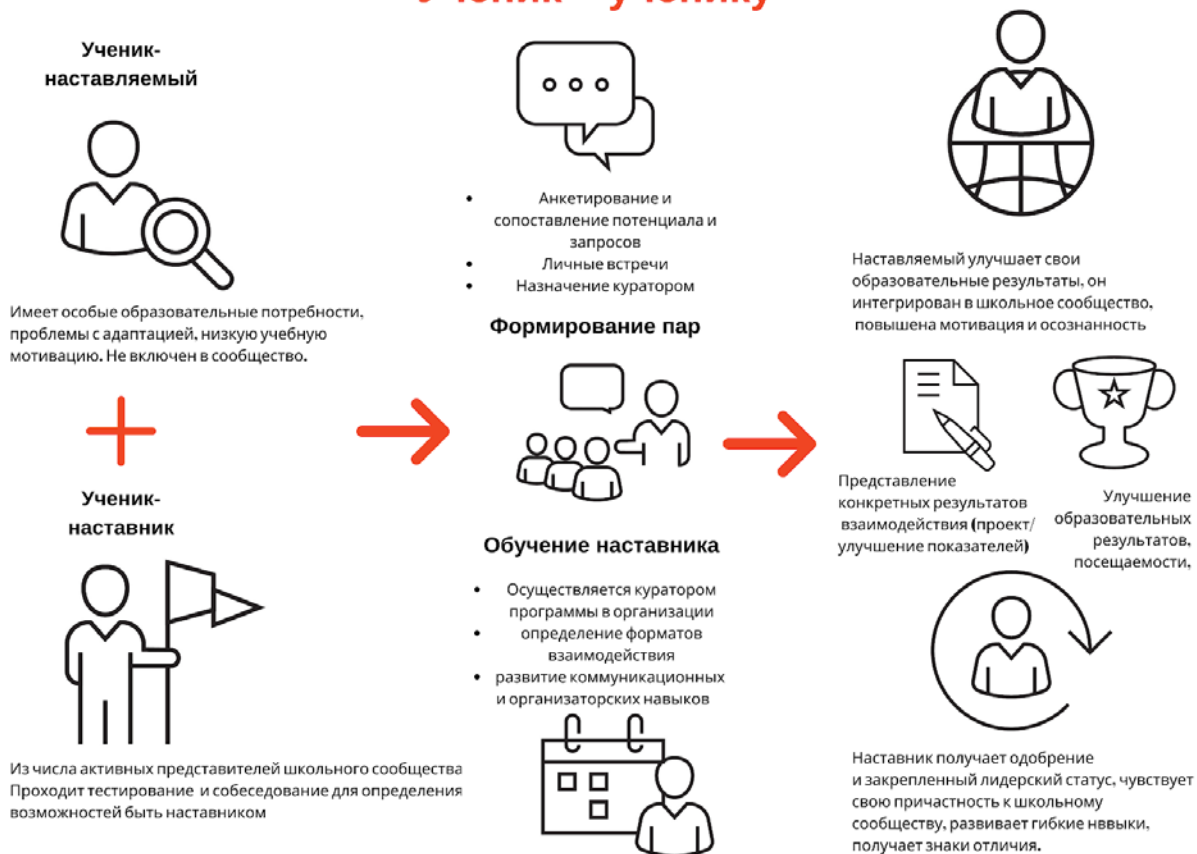 Ученик - ученику
Ученик-
наставляемый
Имеет особые образовательные потребности,
проблемы с адаптацией, низкую учебную
мотивацию. Не включен в сообщество.
Ученик-
наставник
Из числа активных представителей школьного сообщества
Проходит тестирование и собеседование для определения
возможностей быть наставником
• Анкетирование и
сопоставление потенциала и
запросов
• Личные встречи
• Назначение куратором
Формирование пар
Обучение наставника
• Осуществляется куратором
программы в организации
• определение форматов
взаимодействия
• развитие коммуникационных
и организаторских навыков
Наставляемый улучшает свои
образовательные результаты, он
интегрирован в школьное сообщество,
повышена мотивация и осознанность
Представление
конкретных результатов
взаимодействия (проект/
улучшение показателей)
Улучшение
образовательных
результатов,
посещаемости,
Наставник получает одобрение
и закрепленный лидерский статус, чувствует
свою причастность к школьному
сообществу, развивает гибкие нввыки,
получает знаки отличия.